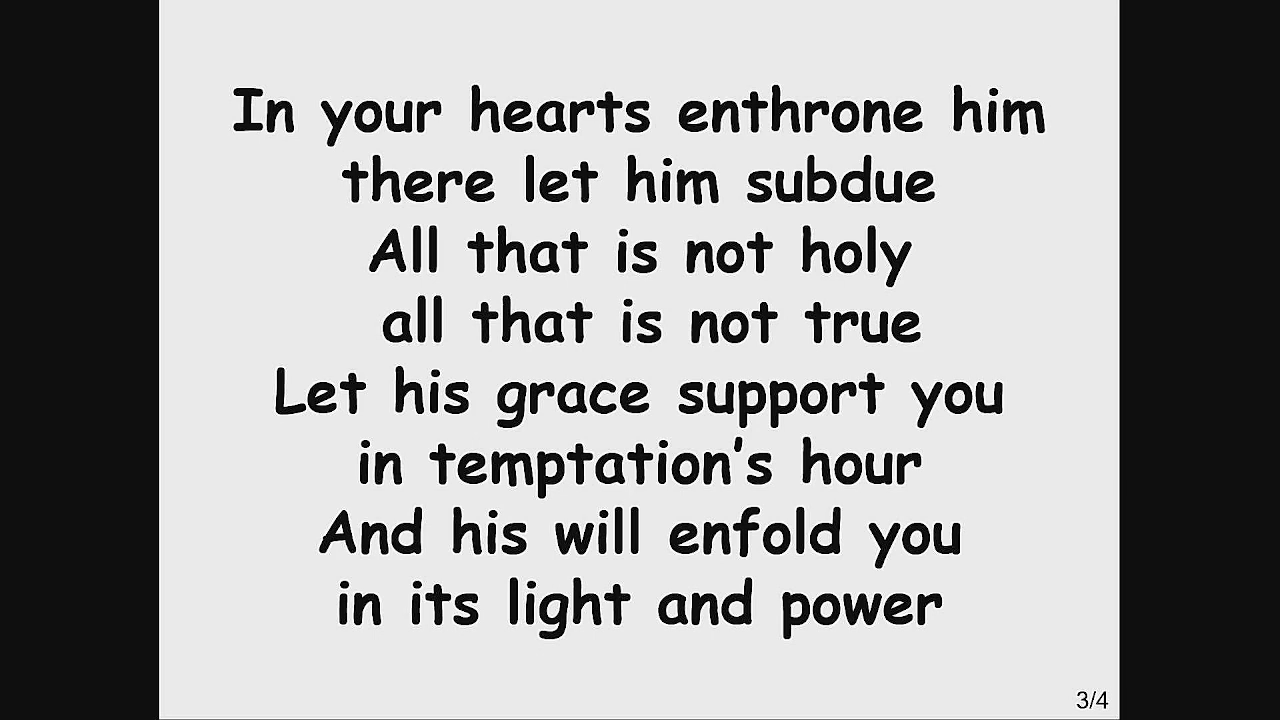 In your hearts enthrone him
there let him subdue
All that is not holy
all that is not true
Let his grace support you
in temptation's hour
And his will enfold you
in its light and power
3/4